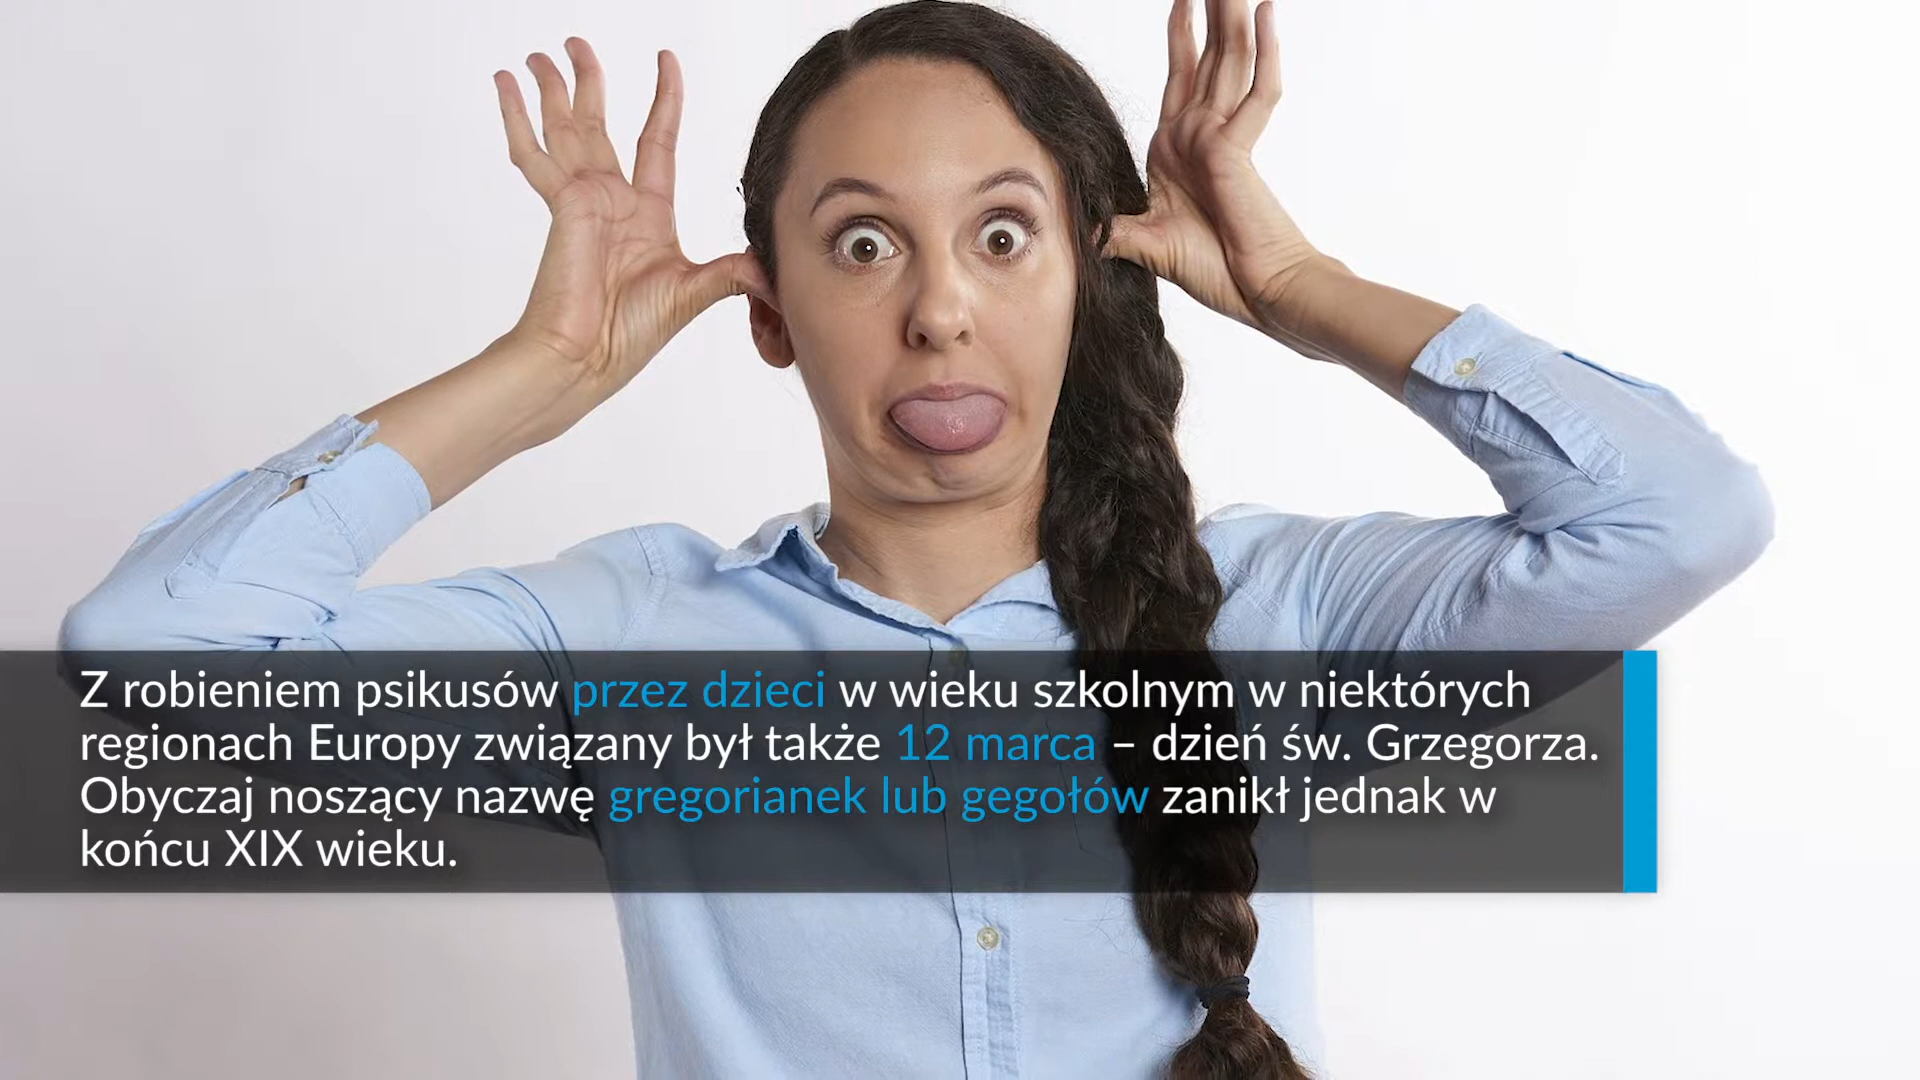 Z robieniem psikusów przez dzieci w wieku szkolnym w niektórych
regionach Europy związany był także 12 marca – dzień św. Grzegorza.
Obyczaj noszący nazwę gregorianek lub gegołów zanikł jednak w
końcu XIX wieku.